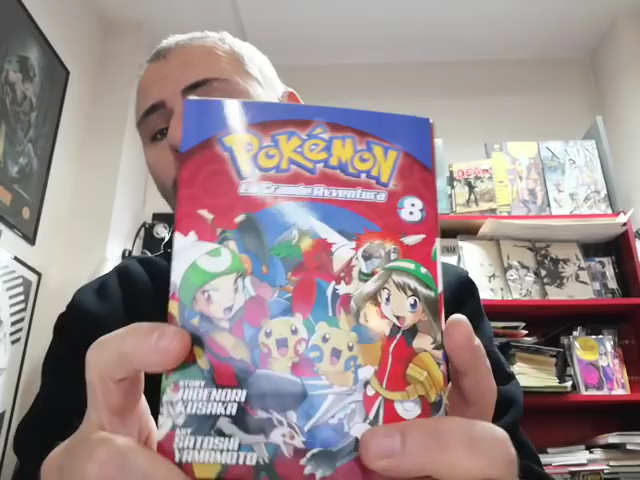 POKÉMON
La Grande Avventura
8
STORY
HIDENORI
KUSAKA
ART
SATOSHI
YAMAMOTO